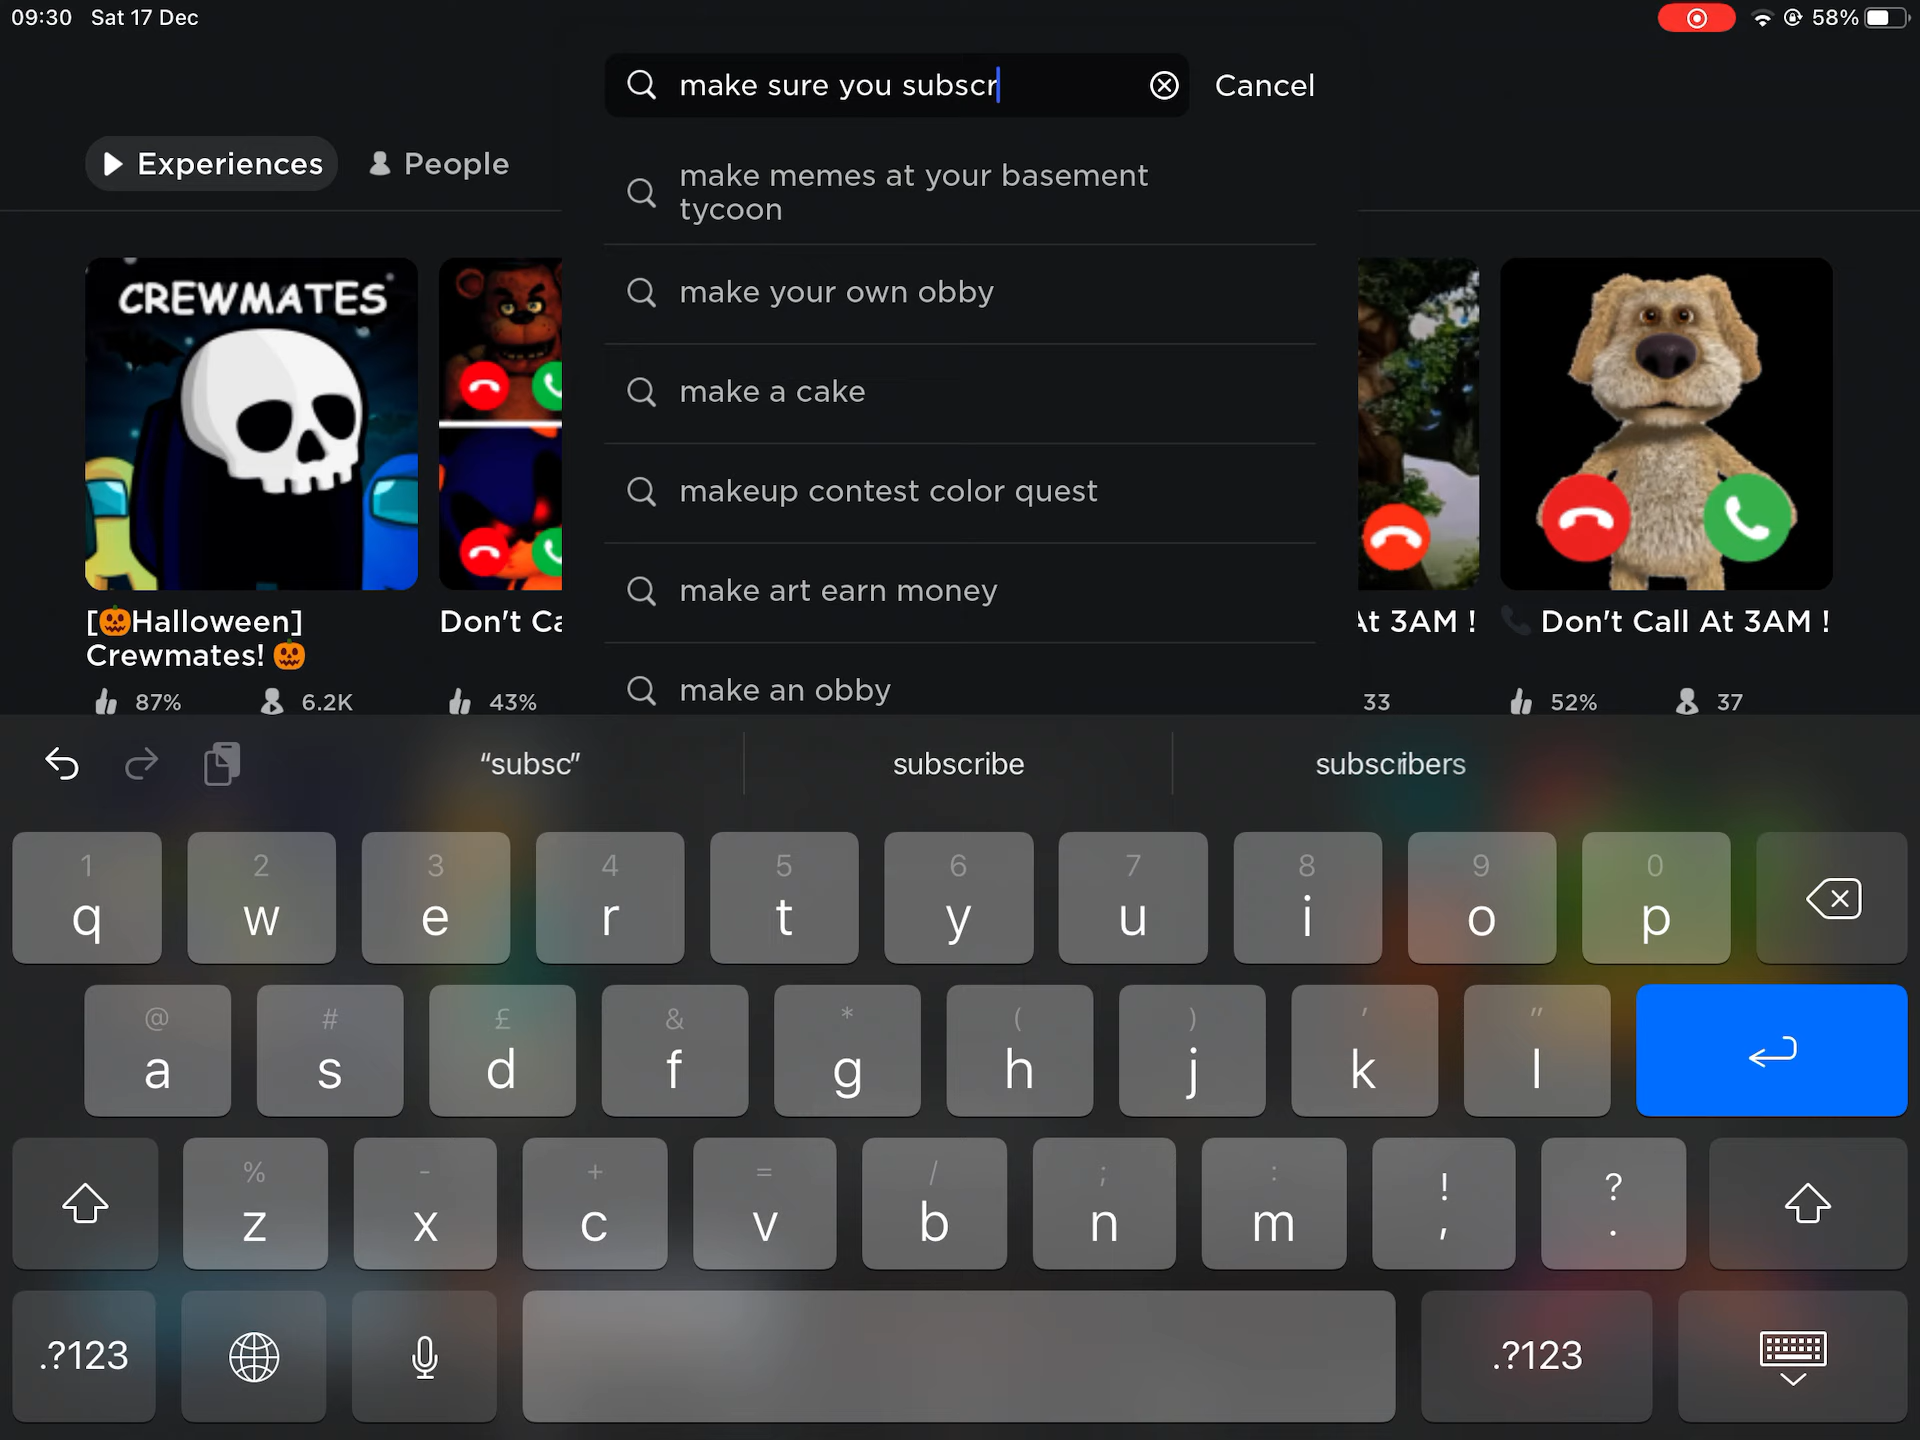 09:30 Sat 17 Dec
58%
make sure you subscr
Cancel
Experiences
People
make memes at your basement
tycoon
make your own obby
make a cake
makeup contest color quest
make art earn money
make an obby
CREWMATES
[🎃Halloween]
Crewmates! 🎃
87% 6.2K
Don't Ca
43%
At 3AM !
33
📞 Don't Call At 3AM !
52% 37
“subsc” subscribe subscribers
1 2 3 4 5 6 7 8 9 0
q w e r t y u i o p
@ # £ & * ( ) ' "
a s d f g h j k l
% - + = / ; : ! ?
z x c v b n m , .
.?123 .?123